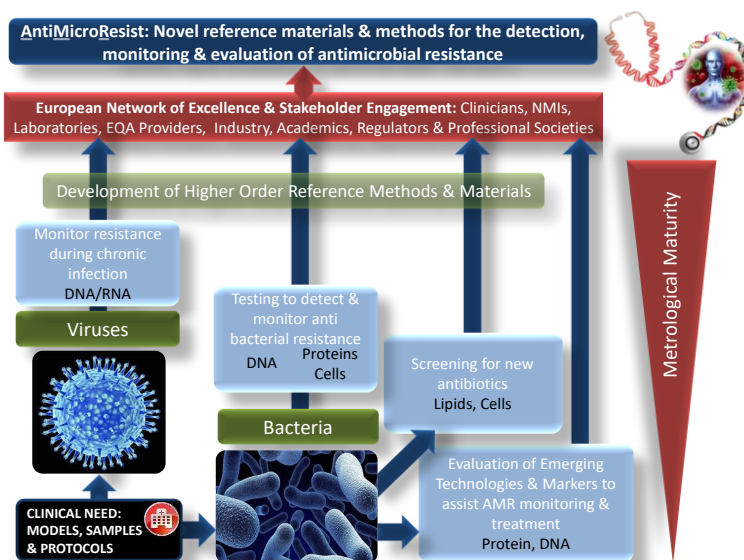 AntiMicroResist: Novel reference materials & methods for the detection,
monitoring & evaluation of antimicrobial resistance
European Network of Excellence & Stakeholder Engagement: Clinicians, NMIs,
Laboratories, EQA Providers, Industry, Academics, Regulators & Professional Societies
Development of Higher Order Reference Methods & Materials
Monitor resistance
during chronic
infection
DNA/RNA
Viruses
Testing to detect &
monitor anti
bacterial resistance
DNA
Proteins
Cells
Bacteria
Screening for new
antibiotics
Lipids, Cells
Evaluation of Emerging
Technologies & Markers to
assist AMR monitoring &
treatment
Protein, DNA
CLINICAL NEED:
MODELS, SAMPLES
& PROTOCOLS
Metrological Maturity